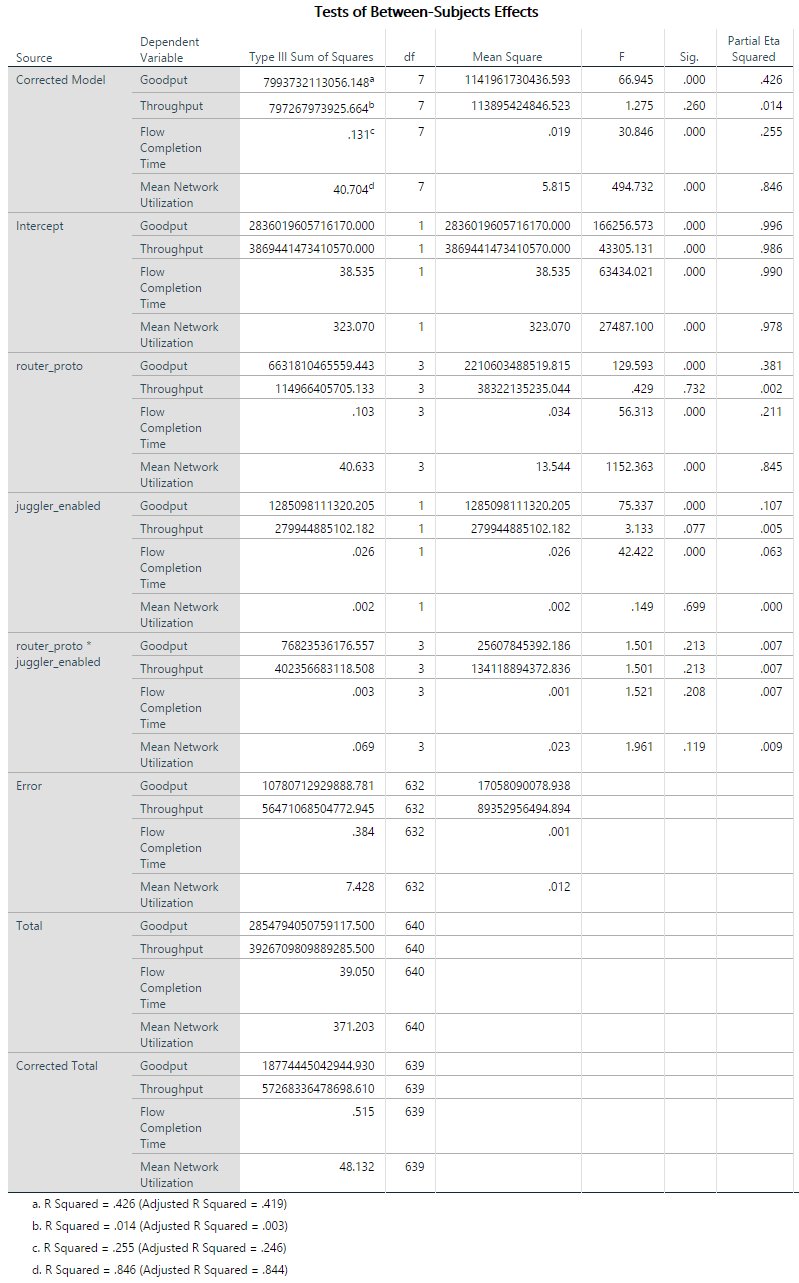 Tests of Between-Subjects Effects
Source Dependent Variable Type III Sum of Squares df Mean Square F Sig. Partial Eta Squared
Corrected Model Goodput 7993732113056.148a 7 1141961730436.593 66.945 .000 .426
Throughput 797267973925.664b 7 113895424846.523 1.275 .260 .014
Flow Completion Time .131c 7 .019 30.846 .000 .255
Mean Network Utilization 40.704d 7 5.815 494.732 .000 .846
Intercept Goodput 2836019605716170.000 1 2836019605716170.000 166256.573 .000 .996
Throughput 3869441473410570.000 1 3869441473410570.000 43305.131 .000 .986
Flow Completion Time 38.535 1 38.535 63434.021 .000 .990
Mean Network Utilization 323.070 1 323.070 27487.100 .000 .978
router_proto Goodput 6631810465559.443 3 2210603488519.815 129.593 .000 .381
Throughput 114966405705.133 3 38322135235.044 .429 .732 .002
Flow Completion Time .103 3 .034 56.313 .000 .211
Mean Network Utilization 40.633 3 13.544 1152.363 .000 .845
juggler_enabled Goodput 1285098111320.205 1 1285098111320.205 75.337 .000 .107
Throughput 279944885102.182 1 279944885102.182 3.133 .077 .005
Flow Completion Time .026 1 .026 42.422 .000 .063
Mean Network Utilization .002 1 .002 .149 .699 .000
router_proto * juggler_enabled Goodput 76823536176.557 3 25607845392.186 1.501 .213 .007
Throughput 402356683118.508 3 134118894372.836 1.501 .213 .007
Flow Completion Time .003 3 .001 1.521 .208 .007
Mean Network Utilization .069 3 .023 1.961 .119 .009
Error Goodput 10780712929888.781 632 17058090078.938
Throughput 56471068504772.945 632 89352956494.894
Flow Completion Time .384 632 .001
Mean Network Utilization 7.428 632 .012
Total Goodput 2854794050759117.500 640
Throughput 3926709809889285.500 640
Flow Completion Time 39.050 640
Mean Network Utilization 371.203 640
Corrected Total Goodput 18774445042944.930 639
Throughput 57268336478698.610 639
Flow Completion Time .515 639
Mean Network Utilization 48.132 639
a. R Squared = .426 (Adjusted R Squared = .419)
b. R Squared = .014 (Adjusted R Squared = .003)
c. R Squared = .255 (Adjusted R Squared = .246)
d. R Squared = .846 (Adjusted R Squared = .844)